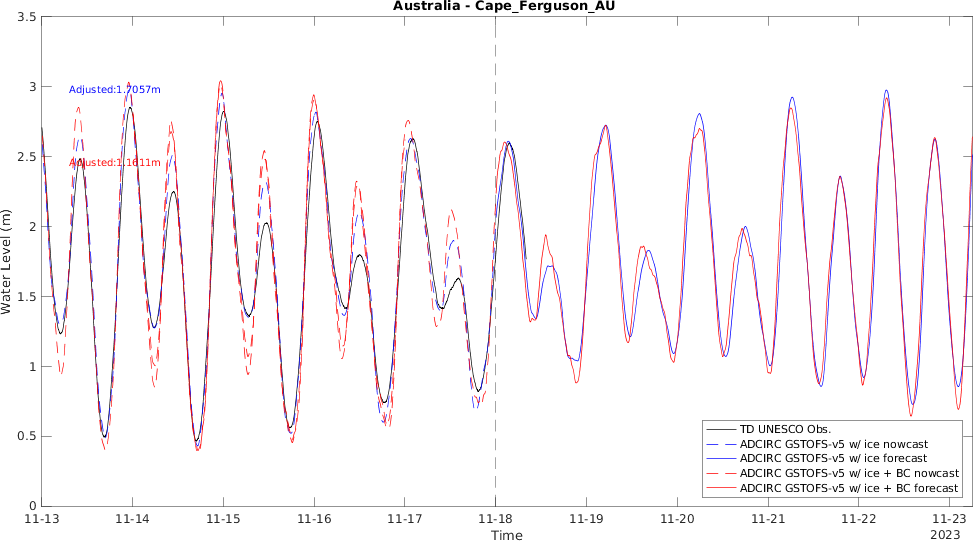 Australia - Cape_Ferguson_AU
3.5
3
2.5
2
1.5
1
0.5
0
Water Level (m)
Adjusted:1.7057m
Adjusted:1.1611m
TD UNESCO Obs.
ADCIRC GSTOFS-v5 w/ ice nowcast
ADCIRC GSTOFS-v5 w/ ice forecast
ADCIRC GSTOFS-v5 w/ ice + BC nowcast
ADCIRC GSTOFS-v5 w/ ice + BC forecast
11-13 11-14 11-15 11-16 11-17 11-18 11-19 11-20 11-21 11-22 11-23
2023
Time